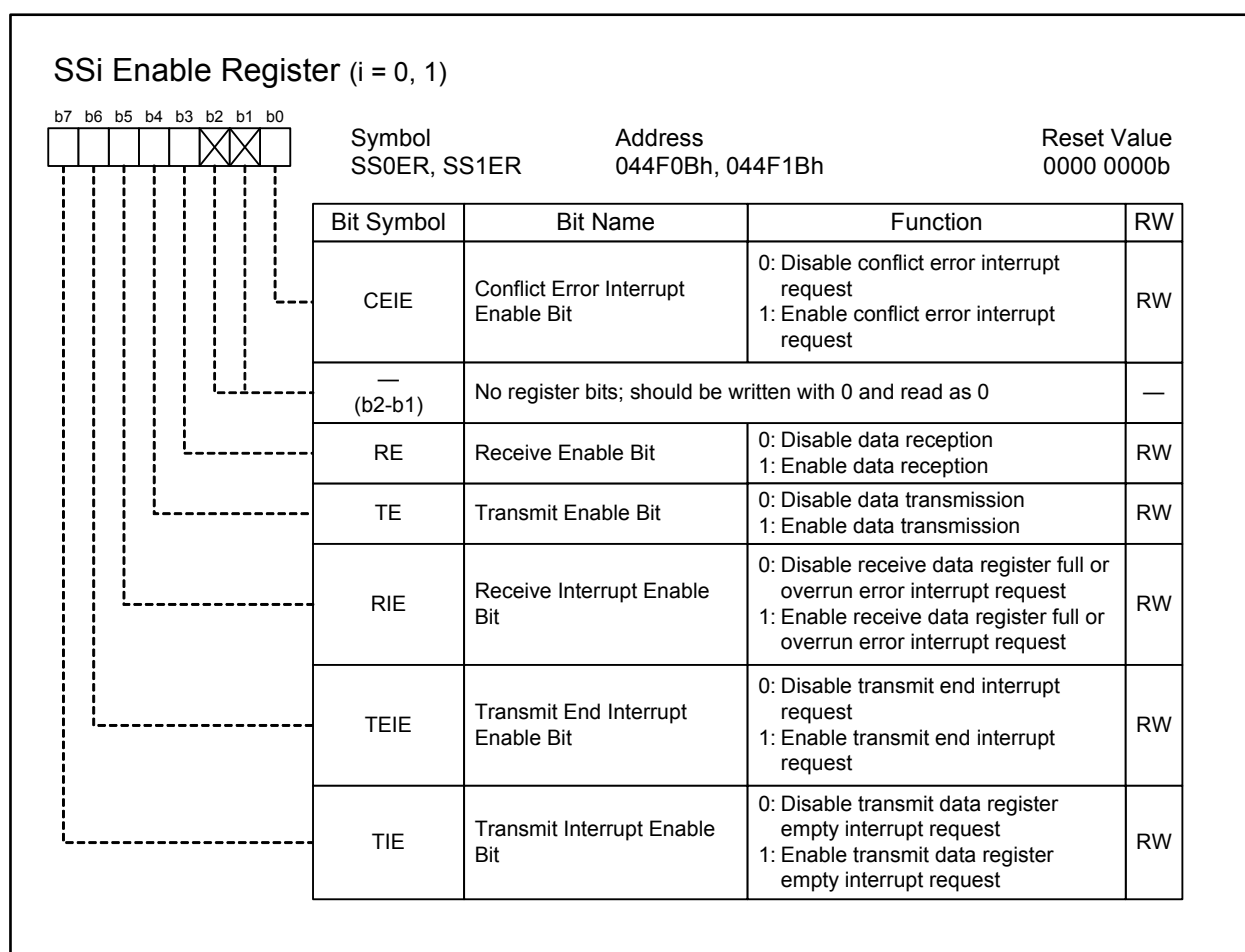 SSi Enable Register (i = 0, 1)
b7 b6 b5 b4 b3 b2 b1 b0
Symbol Address Reset Value
SS0ER, SS1ER 044F0Bh, 044F1Bh 0000 0000b
Bit Symbol Bit Name Function RW
CEIE
Conflict Error Interrupt
Enable Bit
0: Disable conflict error interrupt
request
1: Enable conflict error interrupt
request
RW
—
(b2-b1)
No register bits; should be written with 0 and read as 0
—
RE
Receive Enable Bit
0: Disable data reception
1: Enable data reception
RW
TE
Transmit Enable Bit
0: Disable data transmission
1: Enable data transmission
RW
RIE
Receive Interrupt Enable
Bit
0: Disable receive data register full or
overrun error interrupt request
1: Enable receive data register full or
overrun error interrupt request
RW
TEIE
Transmit End Interrupt
Enable Bit
0: Disable transmit end interrupt
request
1: Enable transmit end interrupt
request
RW
TIE
Transmit Interrupt Enable
Bit
0: Disable transmit data register
empty interrupt request
1: Enable transmit data register
empty interrupt request
RW